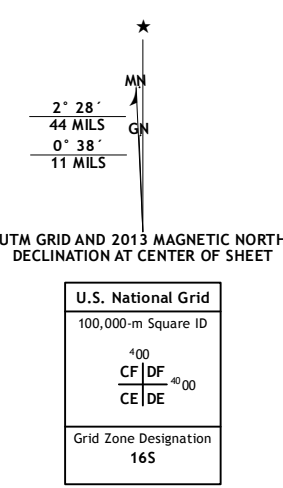 ★
MN
2° 28´
44 MILS
GN
0° 38´
11 MILS
UTM GRID AND 2013 MAGNETIC NORTH
DECLINATION AT CENTER OF SHEET
U.S. National Grid
100,000-m Square ID
400
CF DF
4000
CE DE
Grid Zone Designation
16S